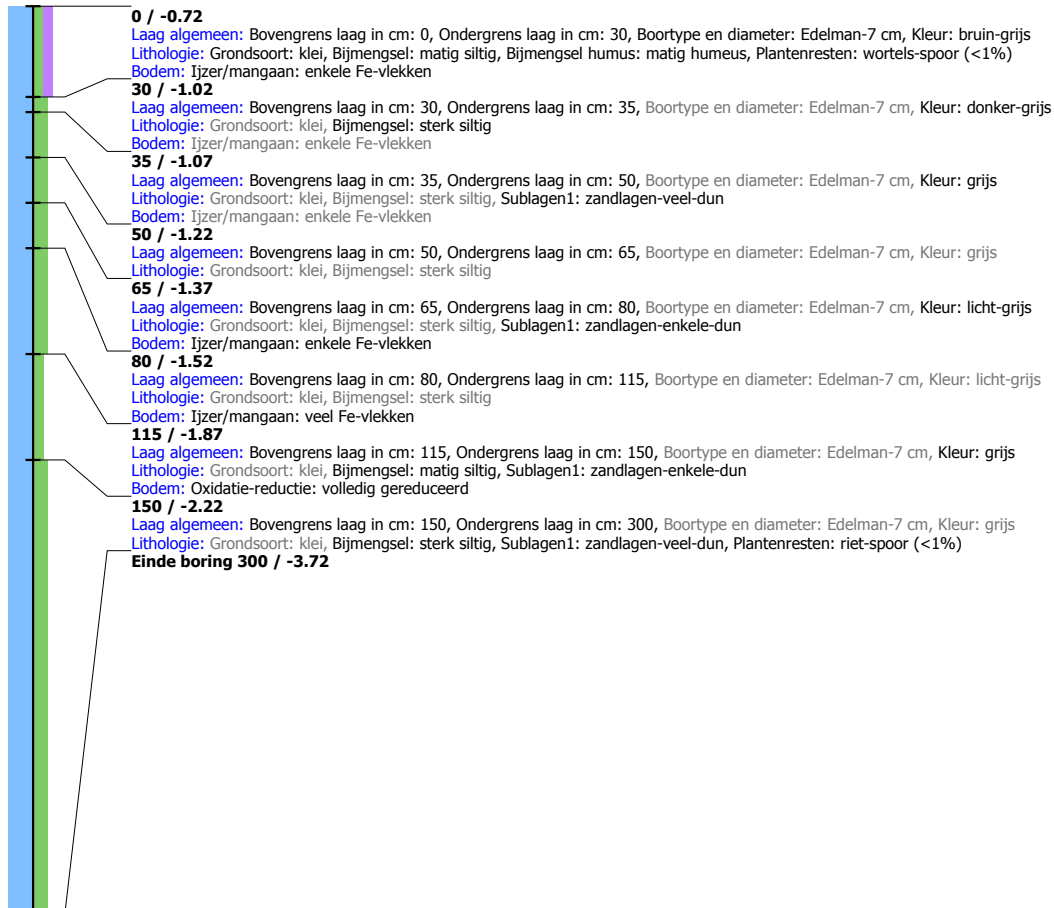 0 / -0.72
Laag algemeen: Bovengrens laag in cm: 0, Ondergrens laag in cm: 30, Boortype en diameter: Edelman-7 cm, Kleur: bruin-grijs
Lithologie: Grondsoort: klei, Bijmengsel: matig siltig, Bijmengsel humus: matig humeus, Plantenresten: wortels-spoor (<1%)
Bodem: Ijzer/mangaan: enkele Fe-vlekken
30 / -1.02
Laag algemeen: Bovengrens laag in cm: 30, Ondergrens laag in cm: 35, Boortype en diameter: Edelman-7 cm, Kleur: donker-grijs
Lithologie: Grondsoort: klei, Bijmengsel: sterk siltig
Bodem: Ijzer/mangaan: enkele Fe-vlekken
35 / -1.07
Laag algemeen: Bovengrens laag in cm: 35, Ondergrens laag in cm: 50, Boortype en diameter: Edelman-7 cm, Kleur: grijs
Lithologie: Grondsoort: klei, Bijmengsel: sterk siltig, Sublagen1: zandlagen-veel-dun
Bodem: Ijzer/mangaan: enkele Fe-vlekken
50 / -1.22
Laag algemeen: Bovengrens laag in cm: 50, Ondergrens laag in cm: 65, Boortype en diameter: Edelman-7 cm, Kleur: grijs
Lithologie: Grondsoort: klei, Bijmengsel: sterk siltig
65 / -1.37
Laag algemeen: Bovengrens laag in cm: 65, Ondergrens laag in cm: 80, Boortype en diameter: Edelman-7 cm, Kleur: licht-grijs
Lithologie: Grondsoort: klei, Bijmengsel: sterk siltig, Sublagen1: zandlagen-enkele-dun
Bodem: Ijzer/mangaan: enkele Fe-vlekken
80 / -1.52
Laag algemeen: Bovengrens laag in cm: 80, Ondergrens laag in cm: 115, Boortype en diameter: Edelman-7 cm, Kleur: licht-grijs
Lithologie: Grondsoort: klei, Bijmengsel: sterk siltig
Bodem: Ijzer/mangaan: veel Fe-vlekken
115 / -1.87
Laag algemeen: Bovengrens laag in cm: 115, Ondergrens laag in cm: 150, Boortype en diameter: Edelman-7 cm, Kleur: grijs
Lithologie: Grondsoort: klei, Bijmengsel: matig siltig, Sublagen1: zandlagen-enkele-dun
Bodem: Oxidatie-reductie: volledig gereduceerd
150 / -2.22
Laag algemeen: Bovengrens laag in cm: 150, Ondergrens laag in cm: 300, Boortype en diameter: Edelman-7 cm, Kleur: grijs
Lithologie: Grondsoort: klei, Bijmengsel: sterk siltig, Sublagen1: zandlagen-veel-dun, Plantenresten: riet-spoor (<1%)
Einde boring 300 / -3.72